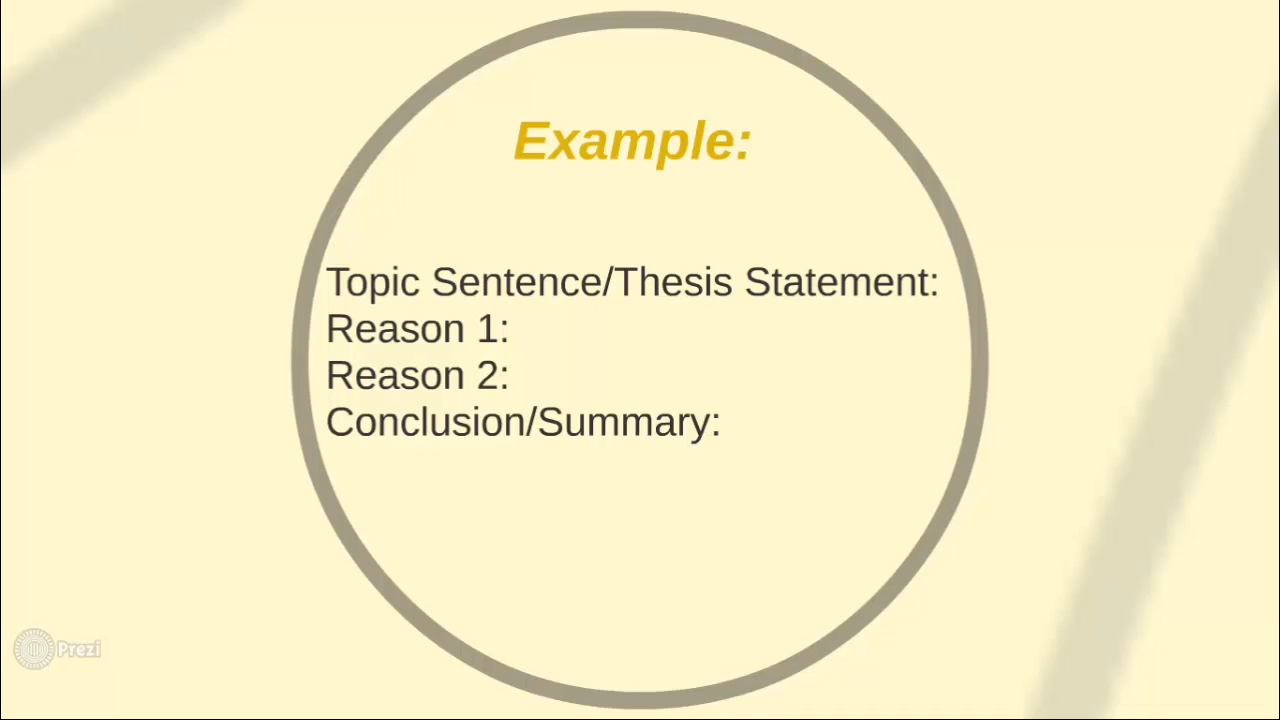 Example:
Topic Sentence/Thesis Statement:
Reason 1:
Reason 2:
Conclusion/Summary:
Prezi